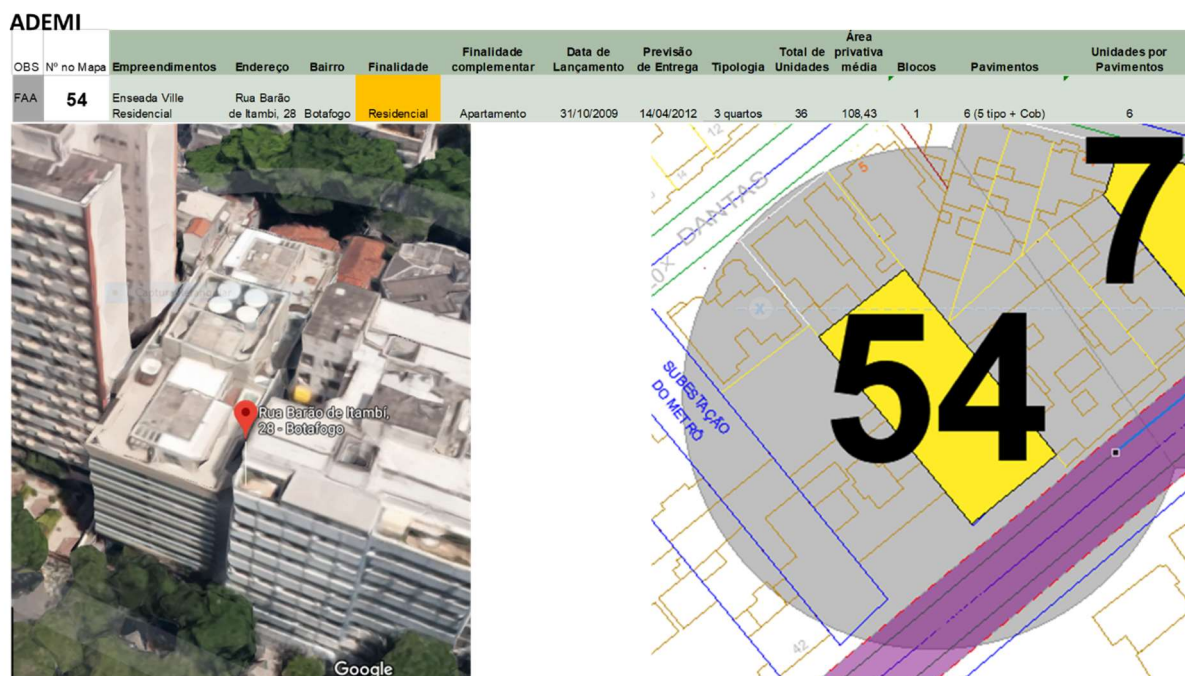 ADEMI
OBS Nº no Mapa Empreendimentos Endereço Bairro Finalidade Finalidade complementar Data de Lançamento Previsão de Entrega Tipologia Total de Unidades Área privativa média Blocos Pavimentos Unidades por Pavimentos
FAA 54 Enseada Ville Residencial Rua Barão de Itambi, 28 Botafogo Residencial Apartamento 31/10/2009 14/04/2012 3 quartos 36 108,43 1 6 (5 tipo + Cob) 6
Rua Barão de Itambí,
28 - Botafogo
Google
12
14
5
7
DANTAS
X
54
SUBESTAÇÃO
DO METRÔ
42